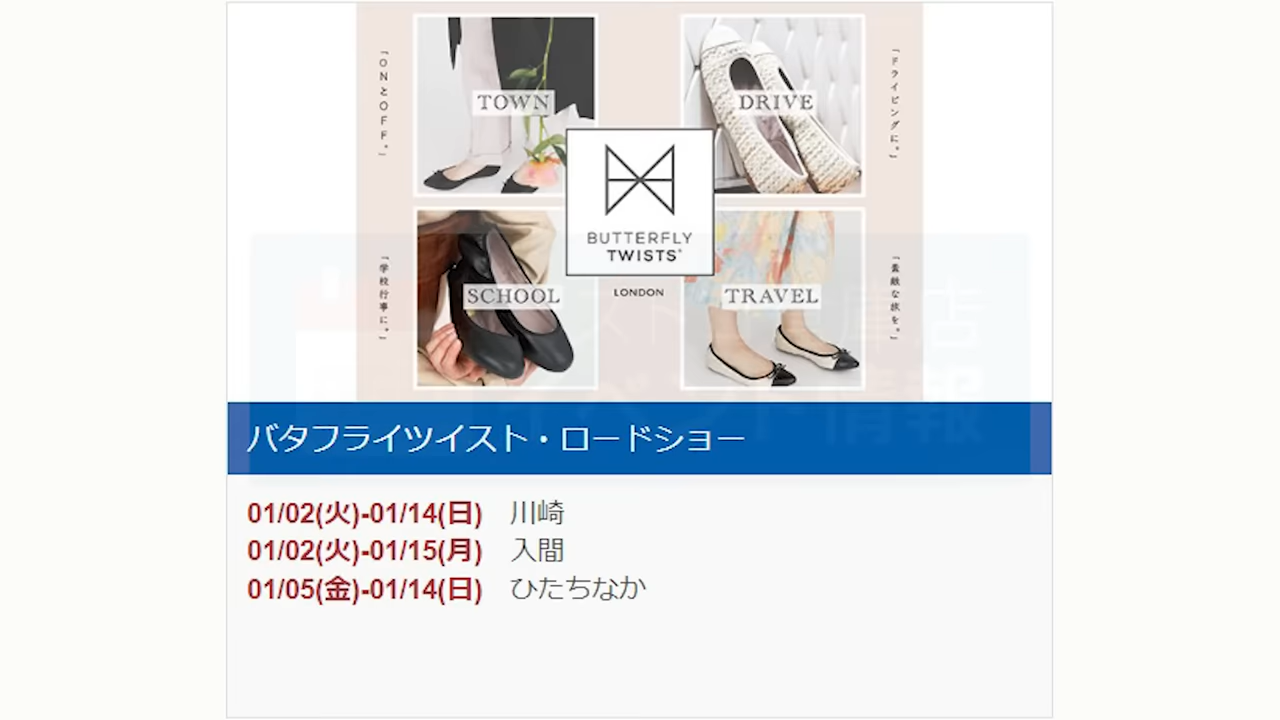 「ONとOFF。」
TOWN
DRIVE
「ドライビングに。」
BUTTERFLY
TWISTS®
LONDON
「学校行事に。」
SCHOOL
TRAVEL
「素敵な旅を。」
バタフライツイスト・ロードショー
01/02(火)-01/14(日) 川崎
01/02(火)-01/15(月) 入間
01/05(金)-01/14(日) ひたちなか